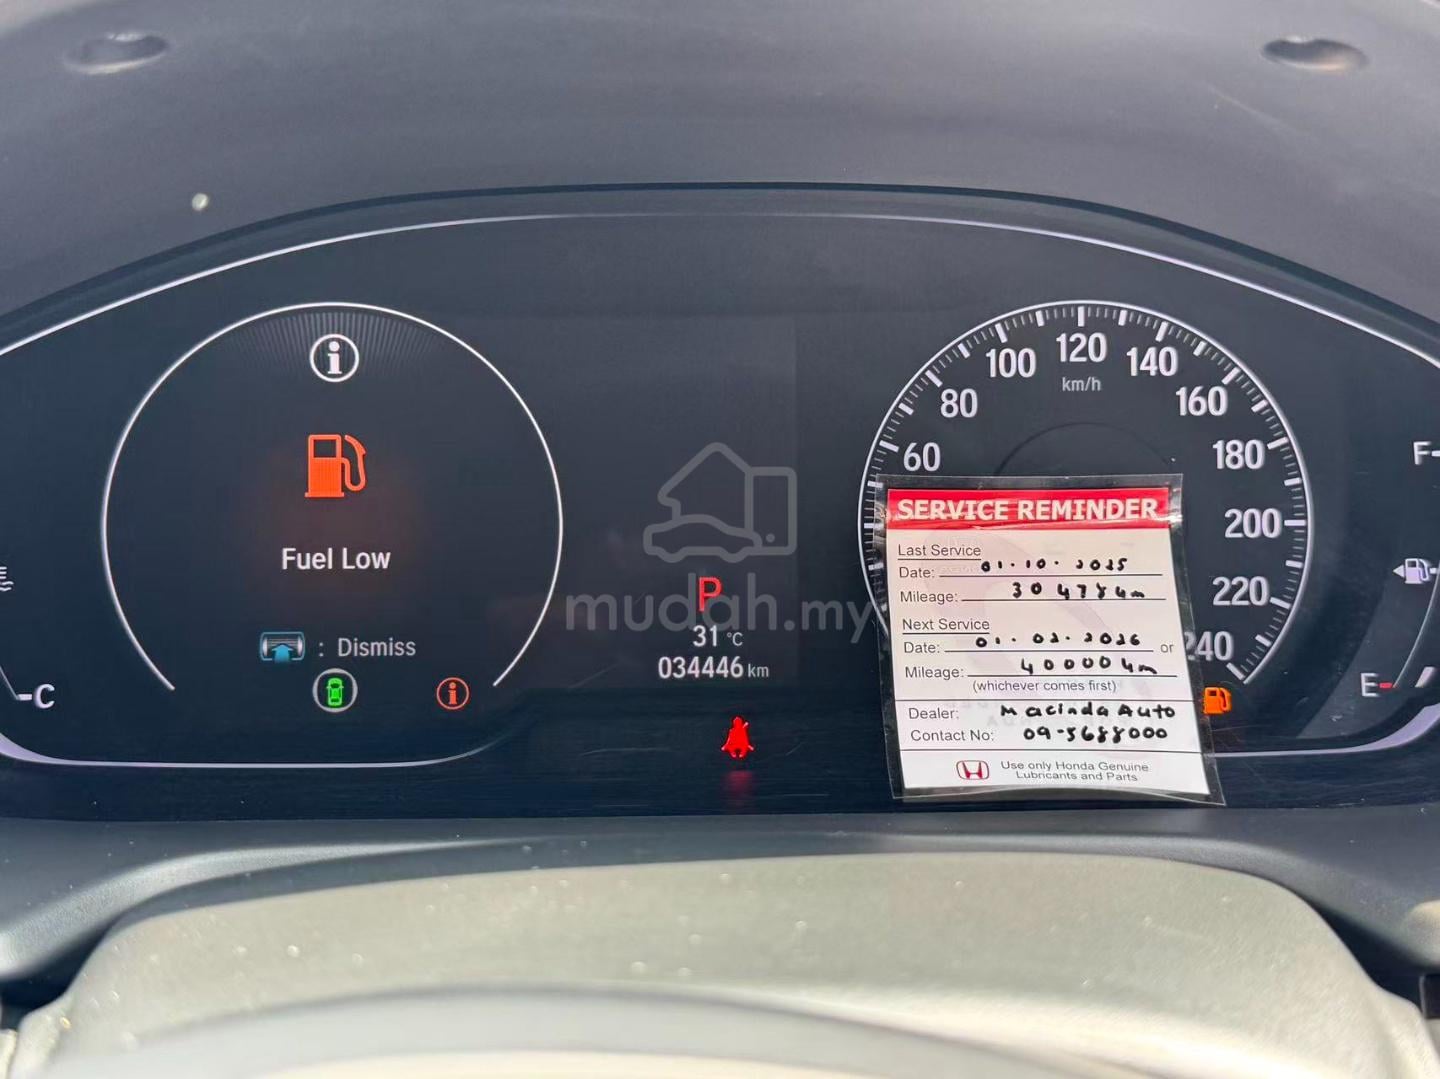 Fuel Low
: Dismiss
C
P
31 °C
034446 km
60
80
100
120
140
160
180
200
220
240
km/h
F
E
SERVICE REMINDER
Last Service
Date: 01.10.2025
Mileage: 30478km
Next Service
Date: 01.02.2026 or
Mileage: 40000km
(whichever comes first)
Dealer: Macinda Auto
Contact No: 09-5688000
Use only Honda Genuine
Lubricants and Parts
mudah.my